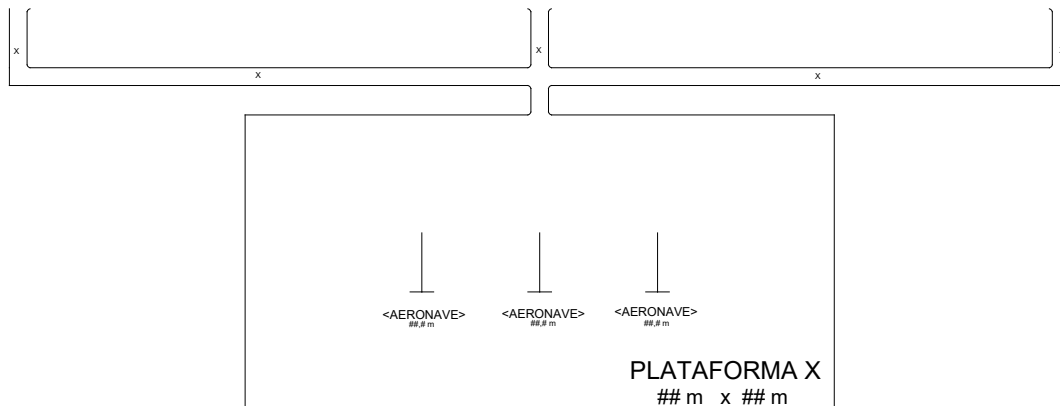 x
x
x
x
<AERONAVE>
##,# m
<AERONAVE>
##,# m
<AERONAVE>
##,# m
PLATAFORMA X
## m x ## m